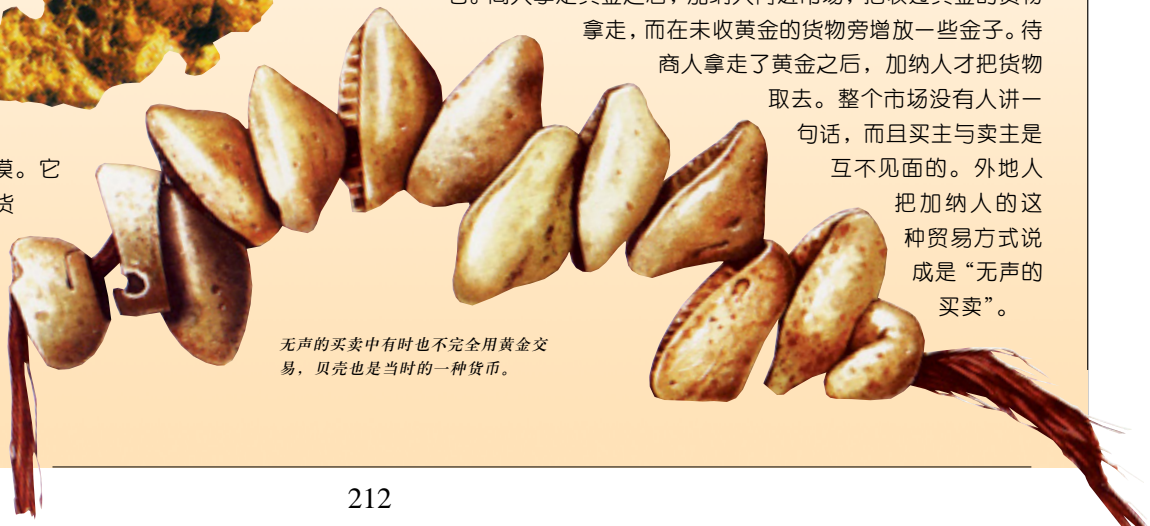 拿走，而在未收黄金的货物旁增放一些金子。待
商人拿走了黄金之后，加纳人才把货物
取去。整个市场没有人讲一
句话，而且买主与卖主是
互不见面的。外地人
把加纳人的这
种贸易方式说
成是“无声的
买卖”。
漠。它
货
无声的买卖中有时也不完全用黄金交
易，贝壳也是当时的一种货币。
212